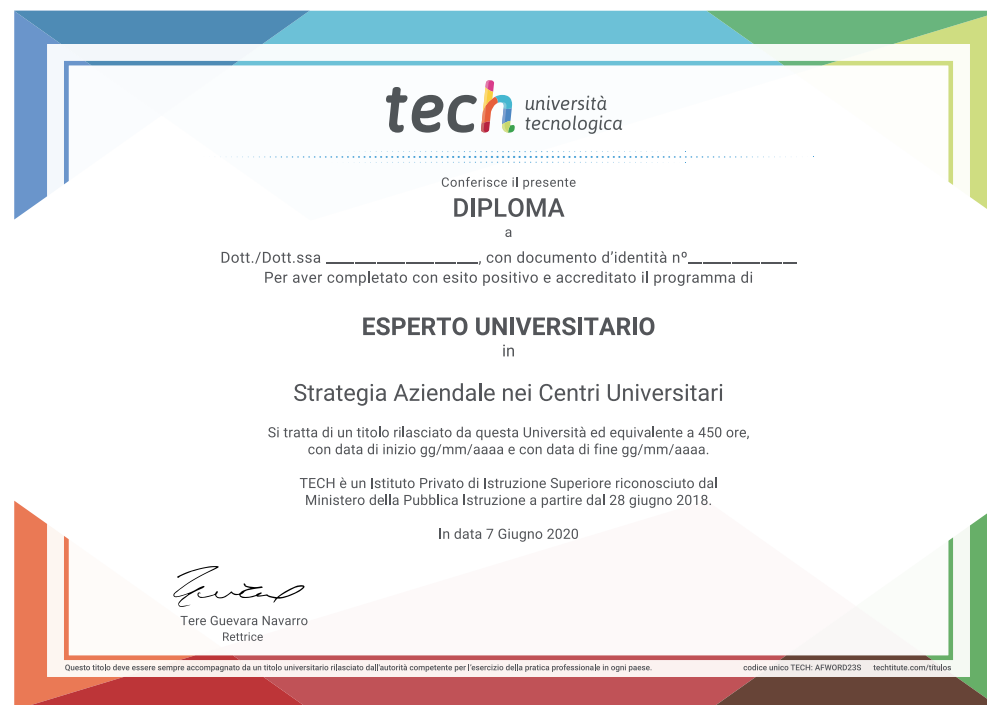 tech università
tecnologica
Conferisce il presente
DIPLOMA
a
Dott./Dott.ssa ____________________, con documento d'identità nº______________
Per aver completato con esito positivo e accreditato il programma di
ESPERTO UNIVERSITARIO
in
Strategia Aziendale nei Centri Universitari
Si tratta di un titolo rilasciato da questa Università ed equivalente a 450 ore,
con data di inizio gg/mm/aaaa e con data di fine gg/mm/aaaa.
TECH è un Istituto Privato di Istruzione Superiore riconosciuto dal
Ministero della Pubblica Istruzione a partire dal 28 giugno 2018.
In data 7 Giugno 2020
Tere Guevara Navarro
Rettrice
Questo titolo deve essere sempre accompagnato da un titolo universitario rilasciato dall'autorità competente per l'esercizio della pratica professionale in ogni paese.
codice unico TECH: AFWORD23S techtitute.com/titulos